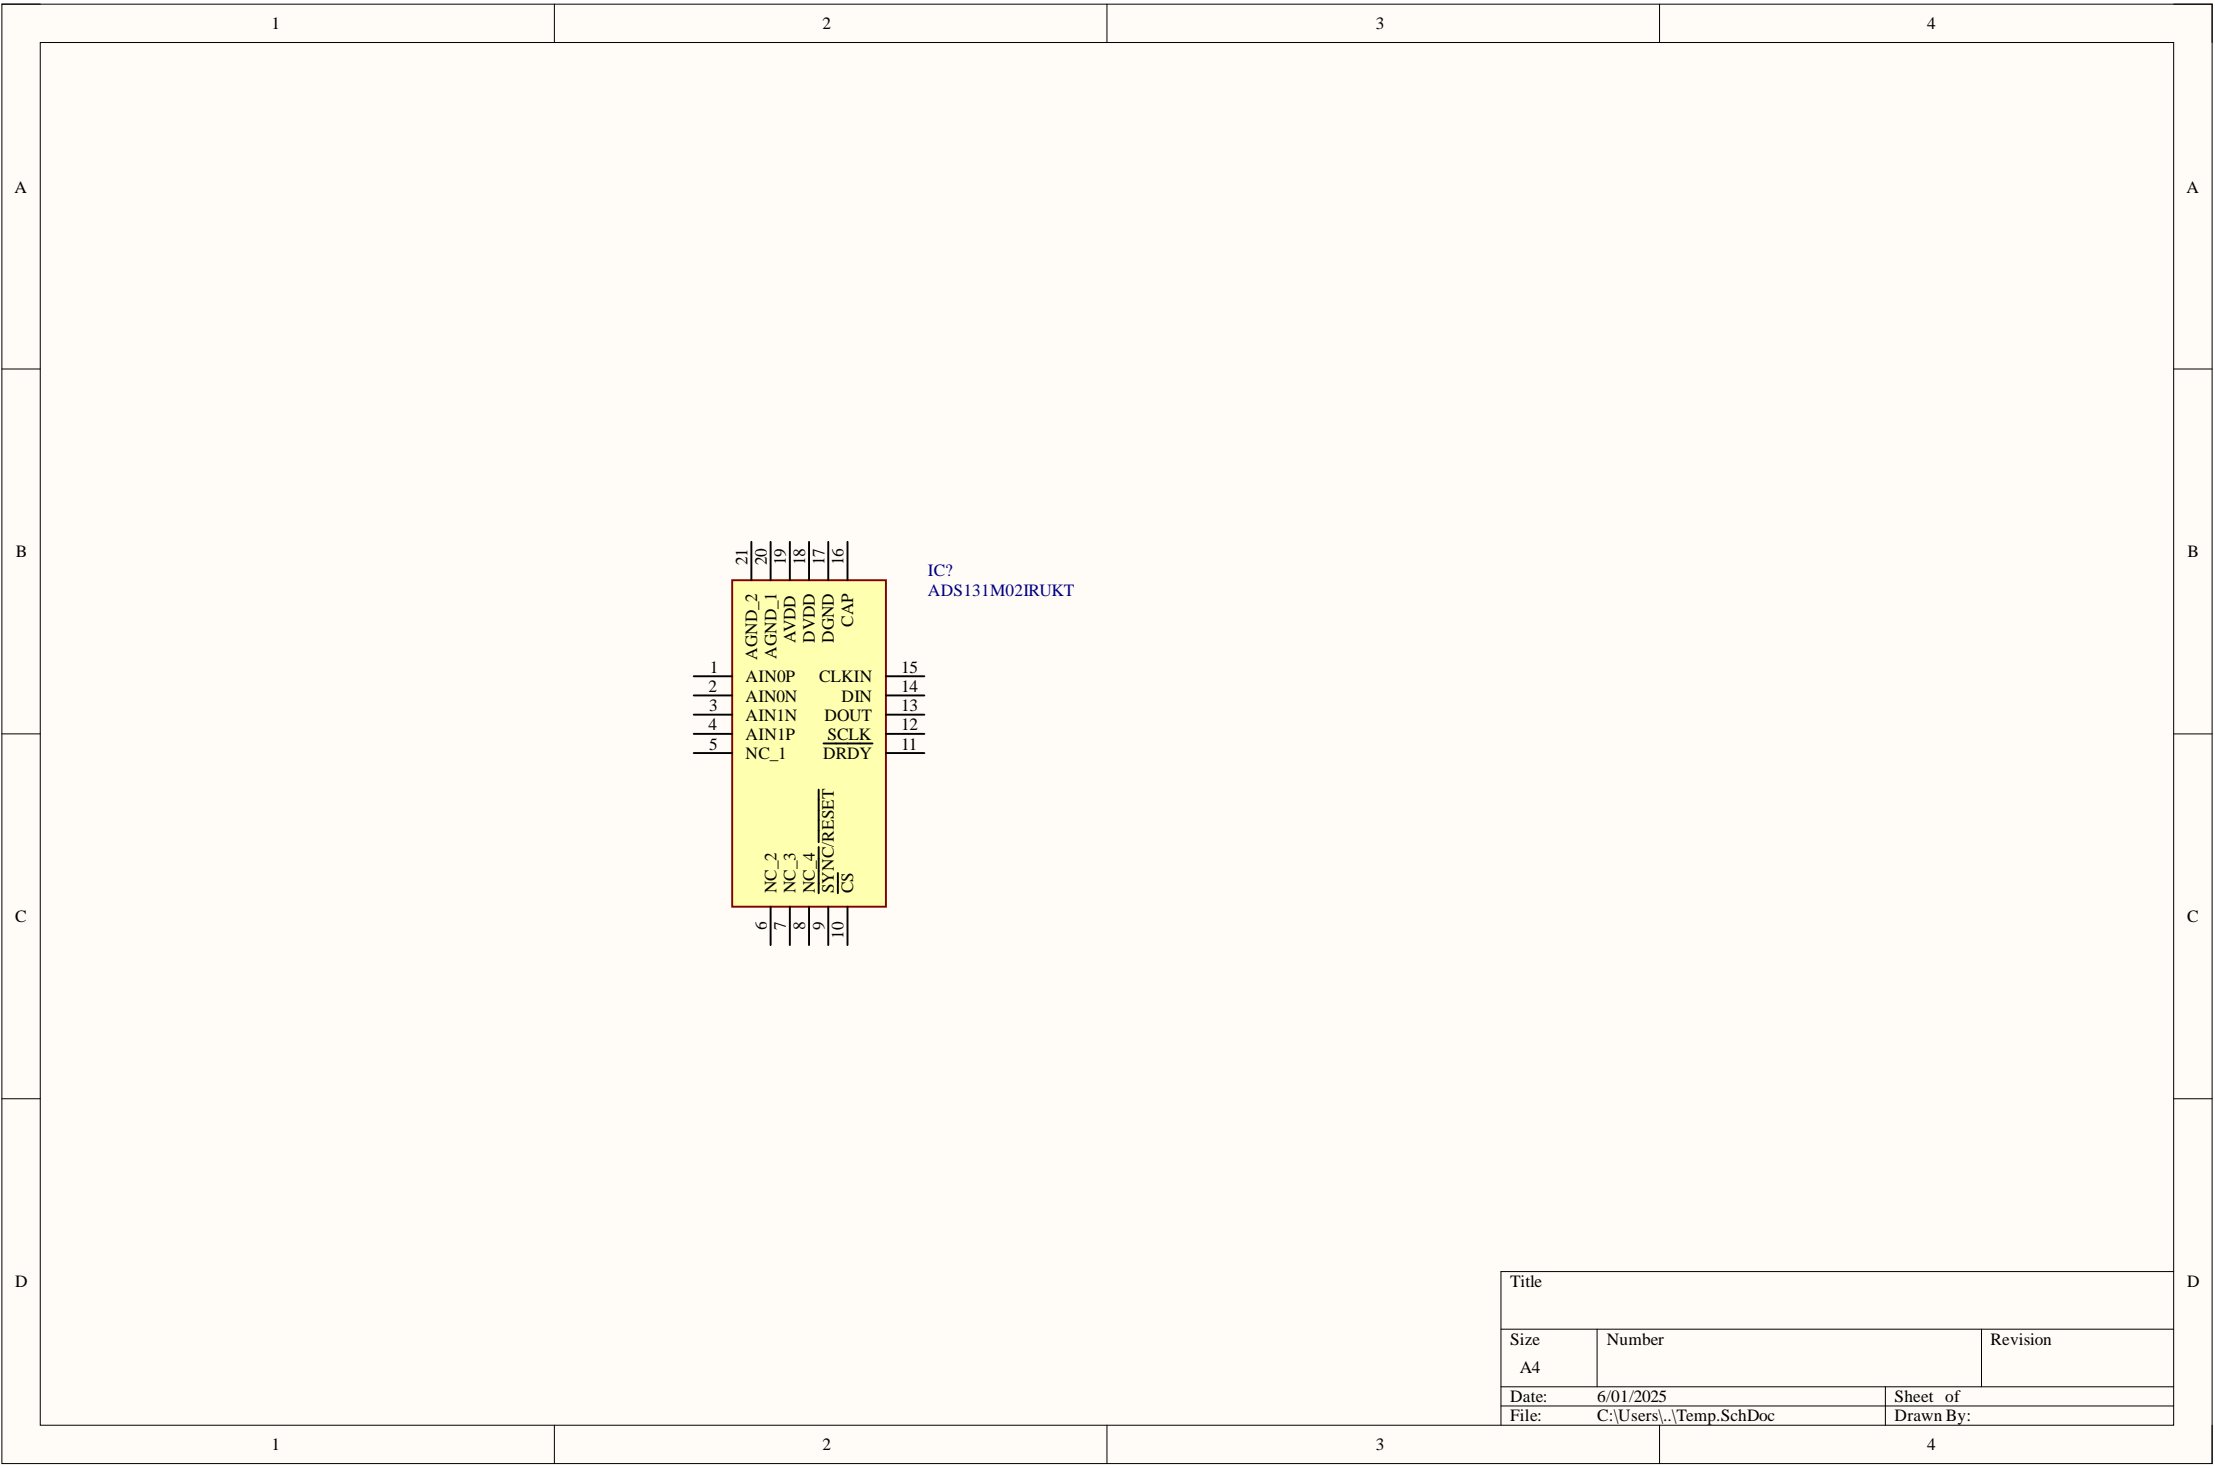 1 2 3 4
A A
B B
C C
D D
IC?
ADS131M02IRUKT
21 20 19 18 17 16
AGND_2 AGND_1 AVDD DVDD DGND CAP
1 AIN0P CLKIN 15
2 AIN0N DIN 14
3 AIN1N DOUT 13
4 AIN1P SCLK 12
5 NC_1 DRDY 11
NC_2 NC_3 NC_4 SYNC/RESET CS
6 7 8 9 10
Title
Size Number Revision
A4
Date: 6/01/2025 Sheet of
File: C:\Users\..\Temp.SchDoc Drawn By:
1 2 3 4